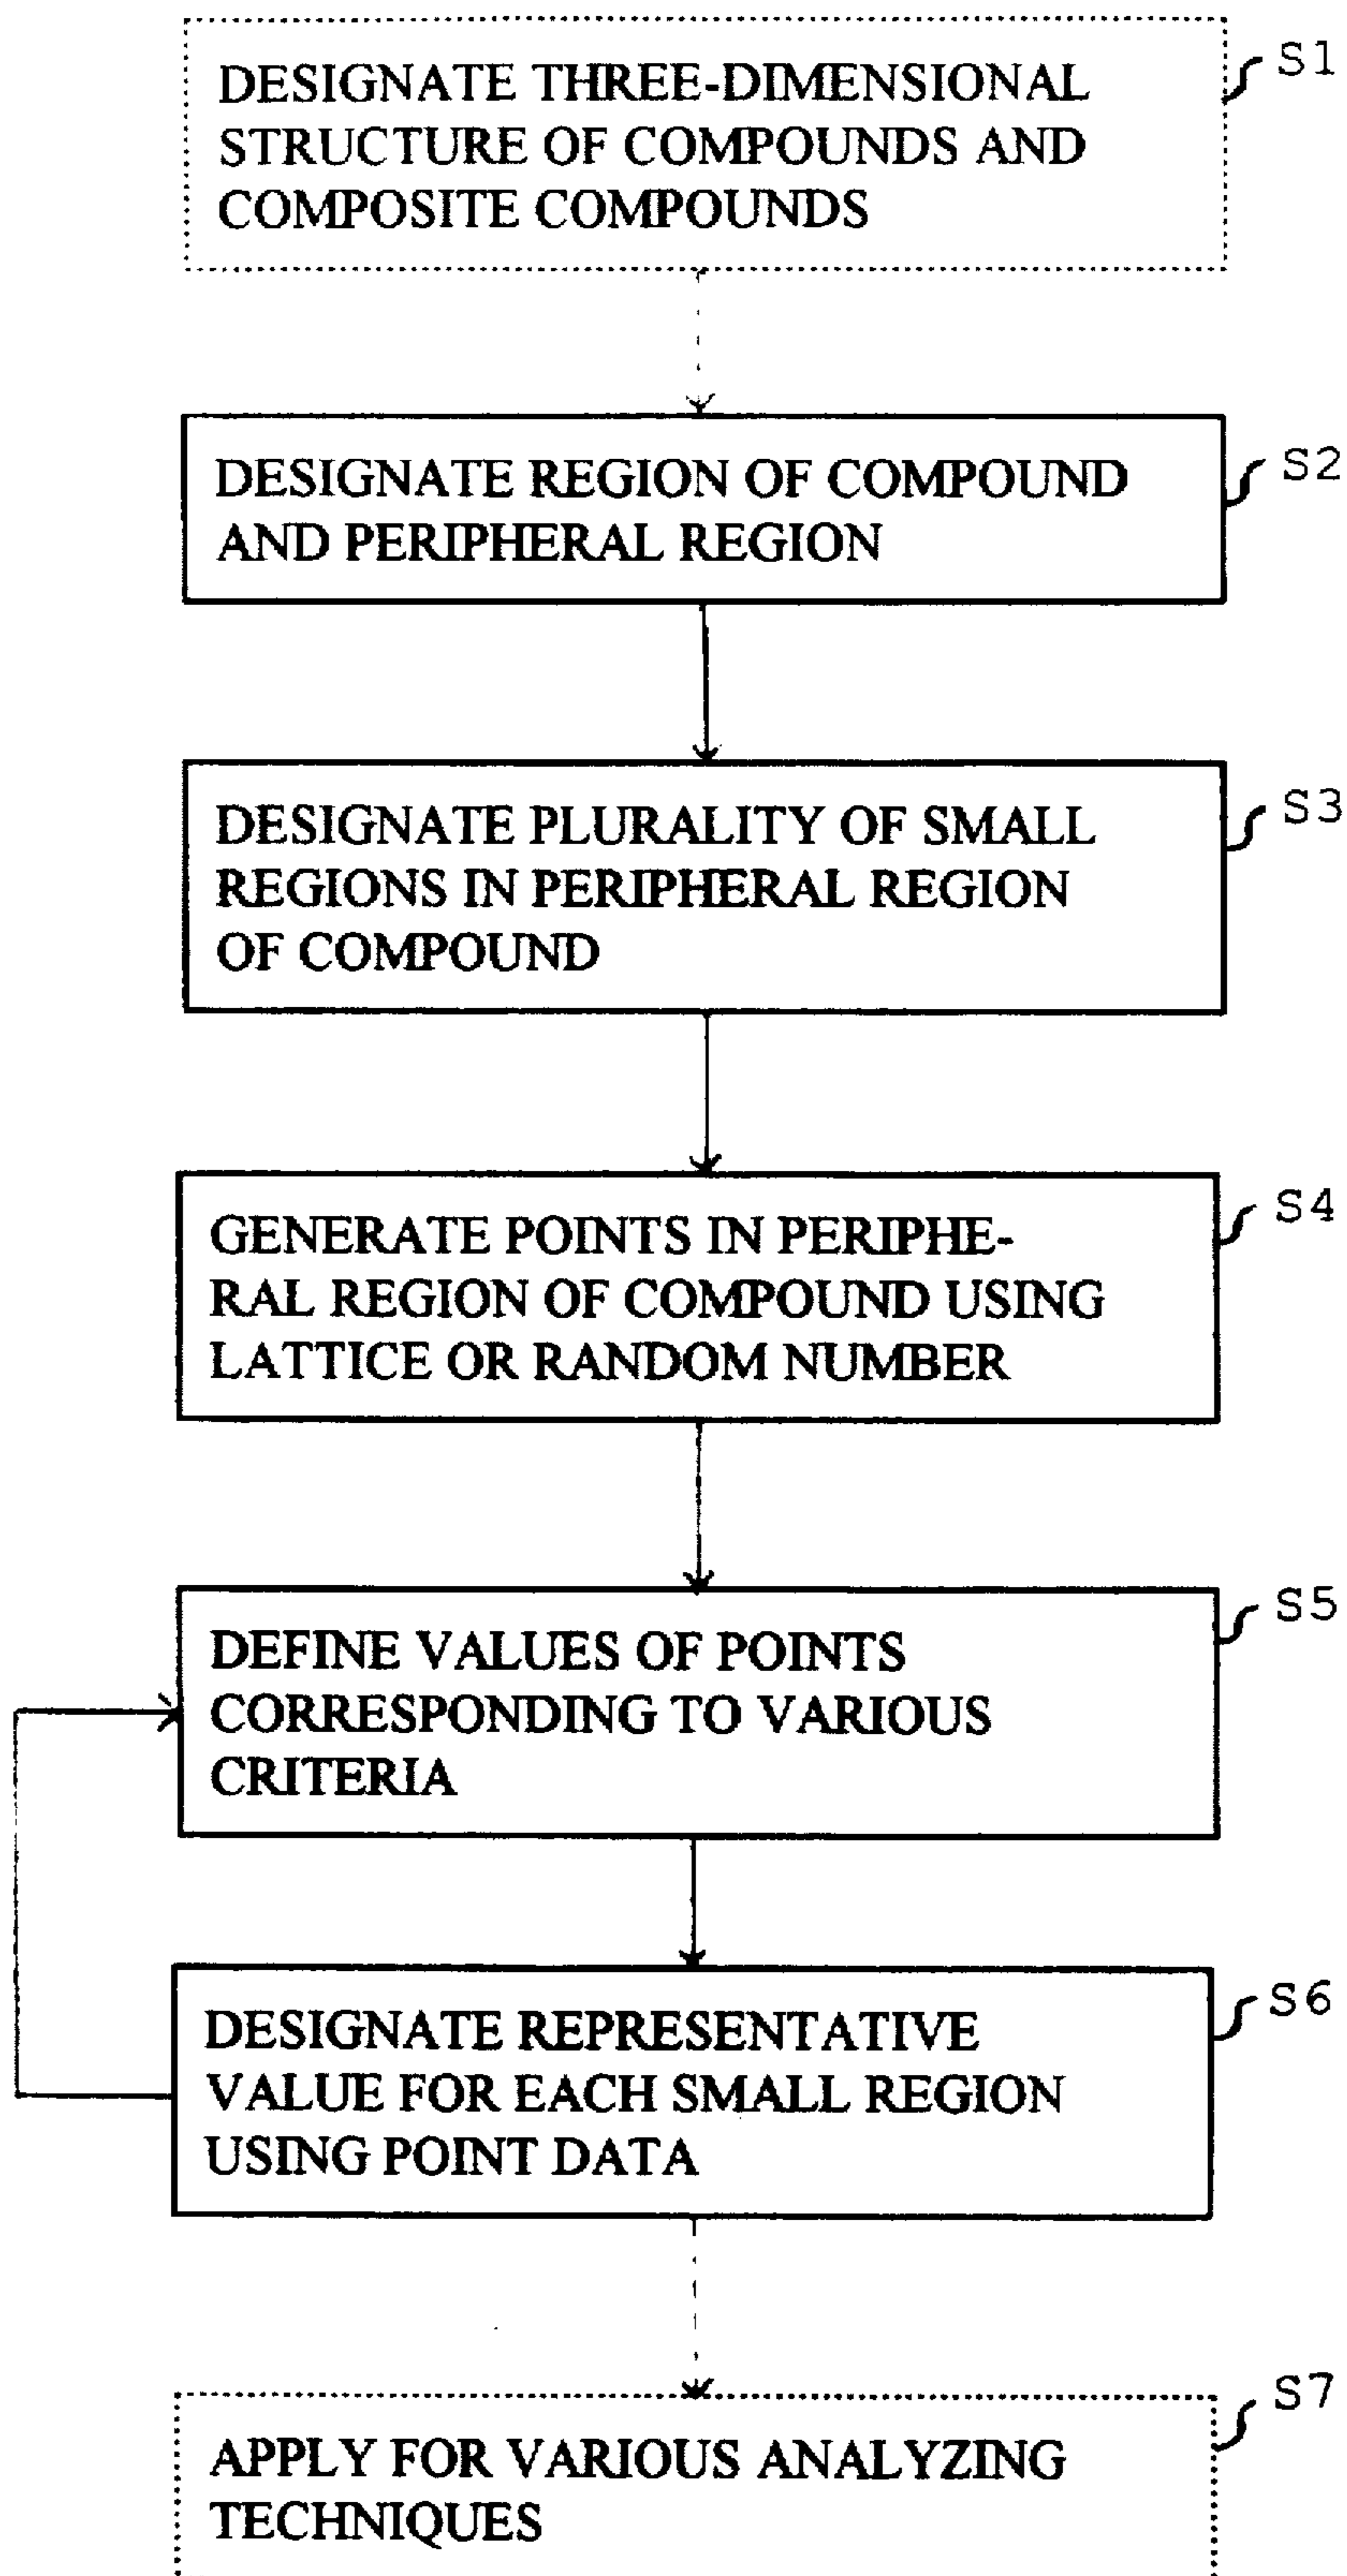 S1
DESIGNATE THREE-DIMENSIONAL
STRUCTURE OF COMPOUNDS AND
COMPOSITE COMPOUNDS
S2
DESIGNATE REGION OF COMPOUND
AND PERIPHERAL REGION
S3
DESIGNATE PLURALITY OF SMALL
REGIONS IN PERIPHERAL REGION
OF COMPOUND
S4
GENERATE POINTS IN PERIPHE-
RAL REGION OF COMPOUND USING
LATTICE OR RANDOM NUMBER
S5
DEFINE VALUES OF POINTS
CORRESPONDING TO VARIOUS
CRITERIA
S6
DESIGNATE REPRESENTATIVE
VALUE FOR EACH SMALL REGION
USING POINT DATA
S7
APPLY FOR VARIOUS ANALYZING
TECHNIQUES